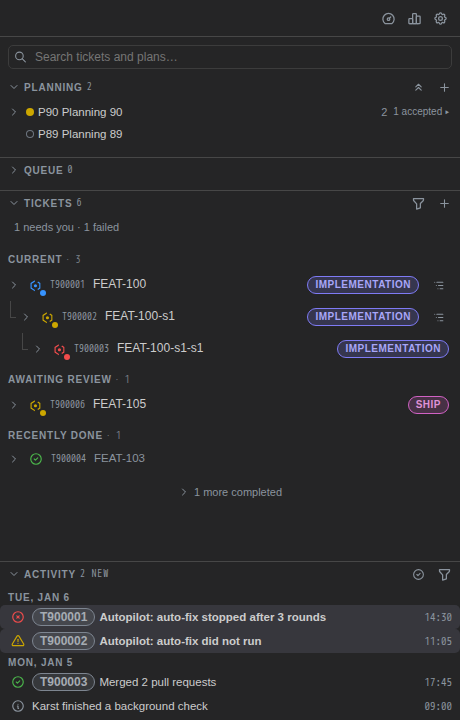 Search tickets and plans…
PLANNING 2
P90 Planning 90 2 1 accepted ▸
P89 Planning 89
QUEUE 0
TICKETS 6
1 needs you · 1 failed
CURRENT · 3
T900001 FEAT-100 IMPLEMENTATION
T900002 FEAT-100-s1 IMPLEMENTATION
T900003 FEAT-100-s1-s1 IMPLEMENTATION
AWAITING REVIEW · 1
T900006 FEAT-105 SHIP
RECENTLY DONE · 1
T900004 FEAT-103
1 more completed
ACTIVITY 2 NEW
TUE, JAN 6
T900001 Autopilot: auto-fix stopped after 3 rounds 14:30
T900002 Autopilot: auto-fix did not run 11:05
MON, JAN 5
T900003 Merged 2 pull requests 17:45
Karst finished a background check 09:00